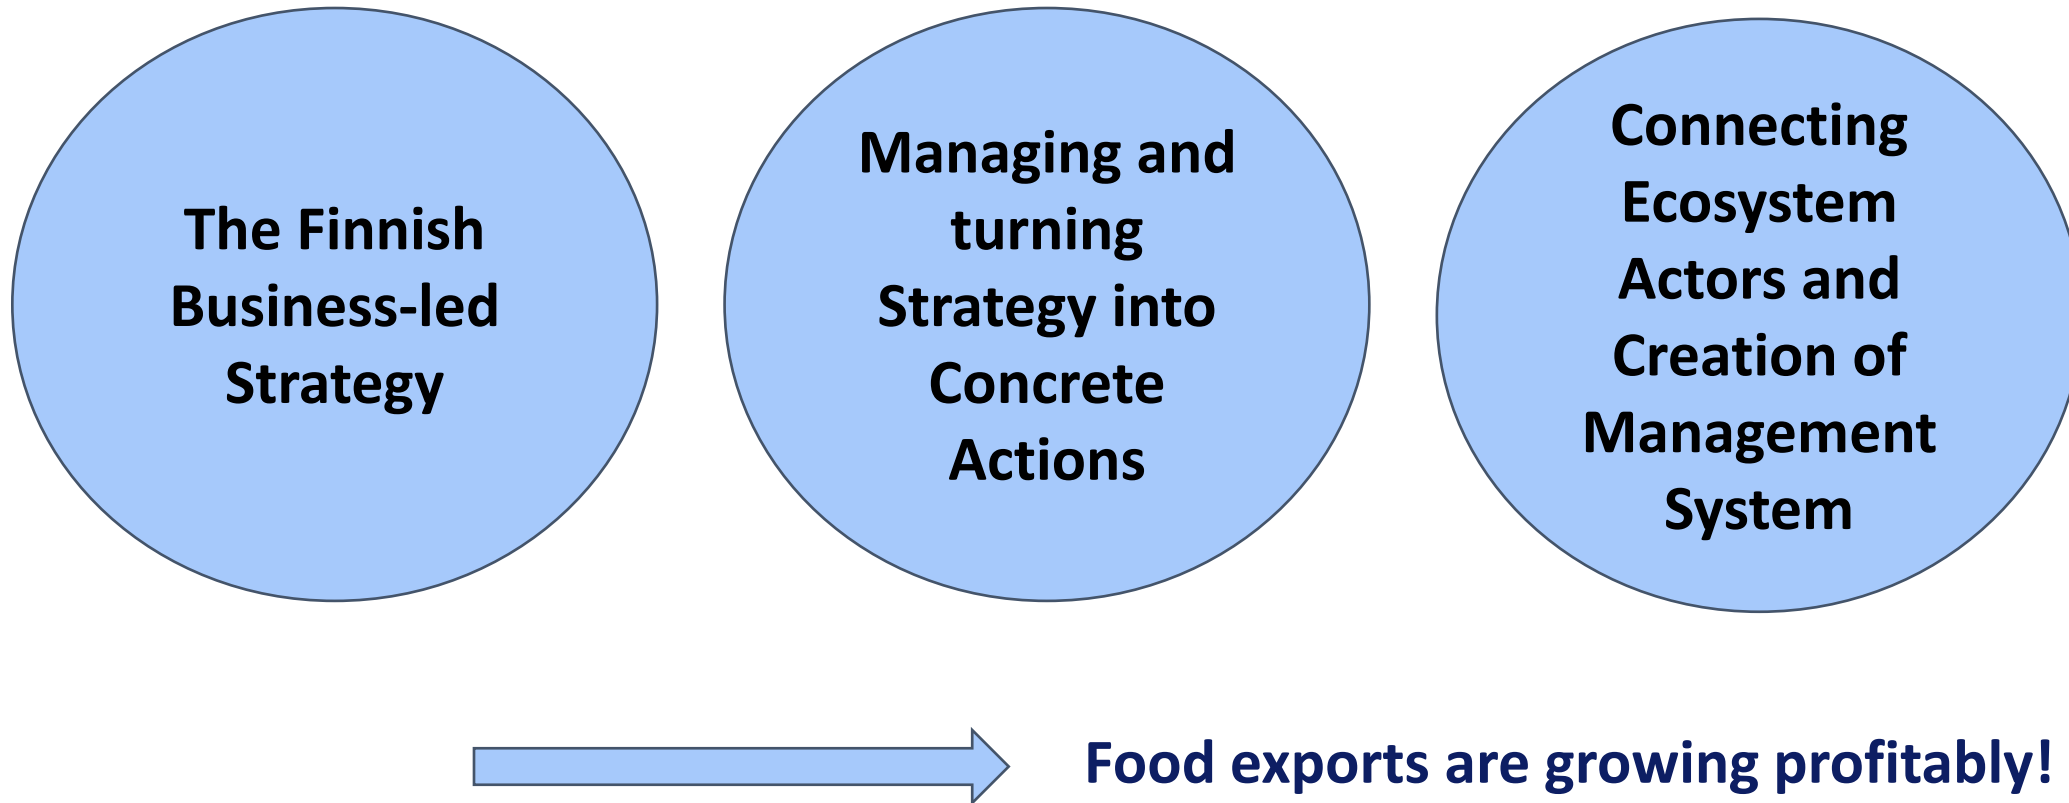 The Finnish
Business-led
Strategy
Managing and
turning
Strategy into
Concrete
Actions
Connecting
Ecosystem
Actors and
Creation of
Management
System
Food exports are growing profitably!